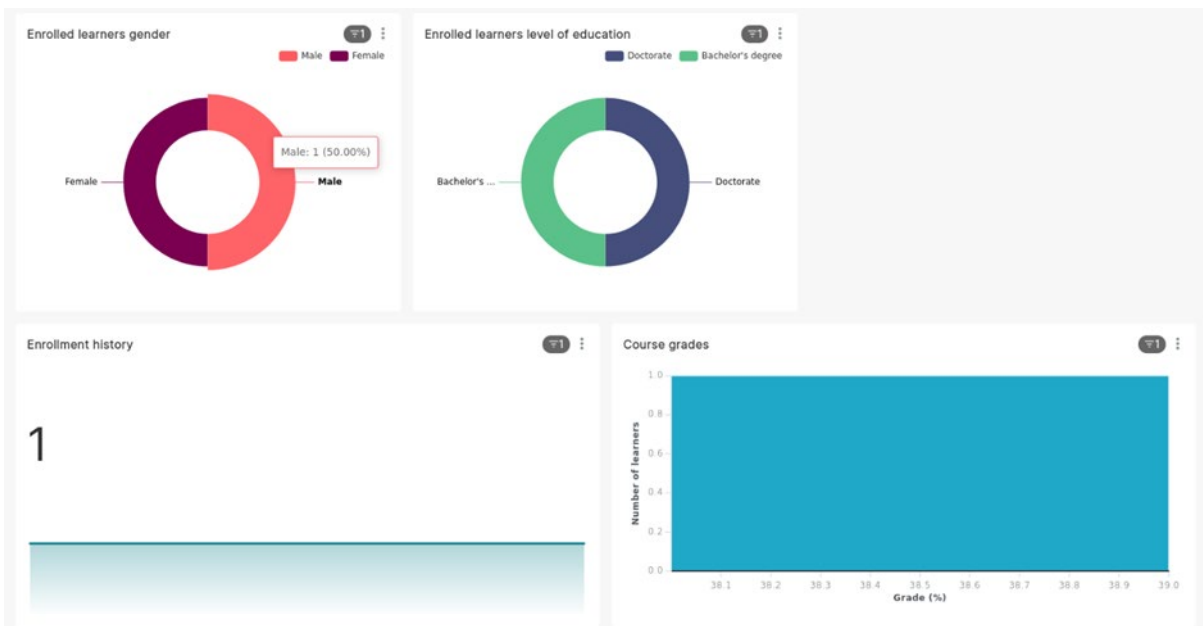 Enrolled learners gender
1
Male Female
Male: 1 (50.00%)
Female
Male
Enrolled learners level of education
1
Doctorate Bachelor's degree
Bachelor's ...
Doctorate
Enrollment history
1
1
Course grades
1
1.0
0.8
0.6
0.4
0.2
0.0
Number of learners
38.1 38.2 38.3 38.4 38.5 38.6 38.7 38.8 38.9 39.0
Grade (%)